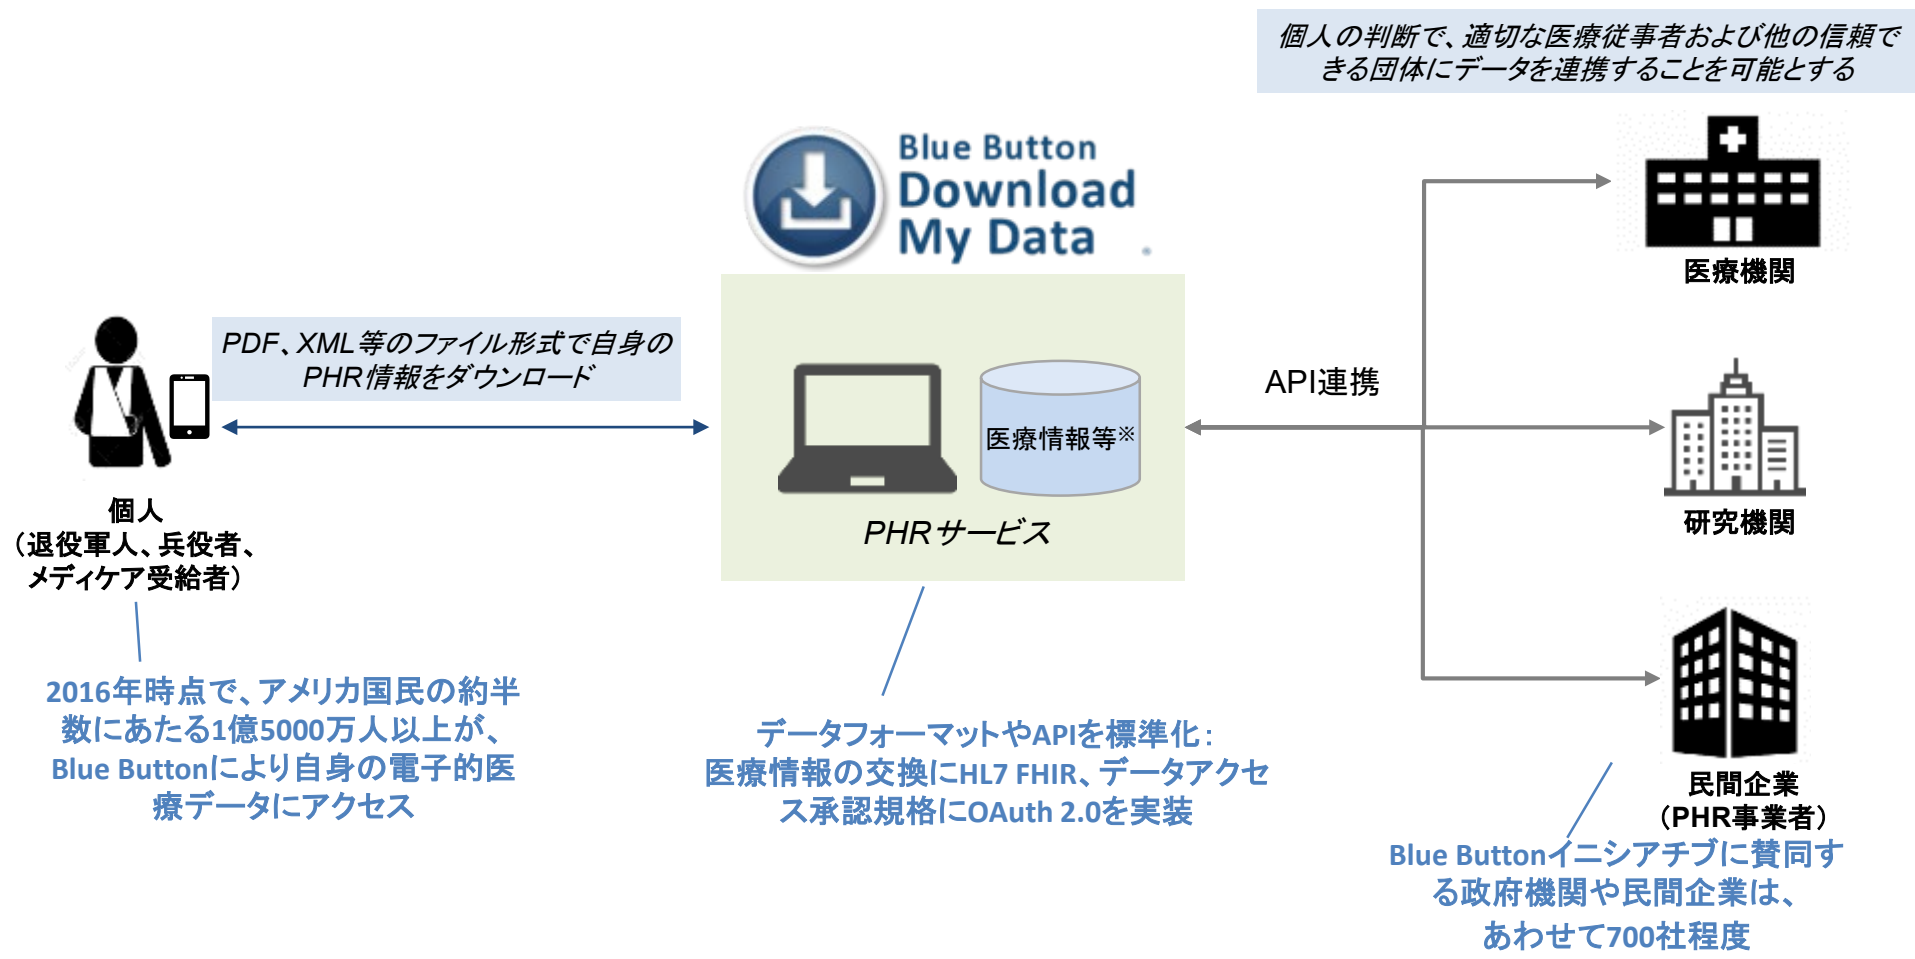 個人の判断で、適切な医療従事者および他の信頼で
きる団体にデータを連携することを可能とする
Blue Button
Download
My Data
®
医療機関
PDF、XML等のファイル形式で自身の
PHR情報をダウンロード
API連携
医療情報等※
PHRサービス
個人
（退役軍人、兵役者、
メディケア受給者）
研究機関
2016年時点で、アメリカ国民の約半
数にあたる1億5000万人以上が、
Blue Buttonにより自身の電子的医
療データにアクセス
データフォーマットやAPIを標準化：
医療情報の交換にHL7 FHIR、データアクセ
ス承認規格にOAuth 2.0を実装
民間企業
（PHR事業者）
Blue Buttonイニシアチブに賛同す
る政府機関や民間企業は、
あわせて700社程度